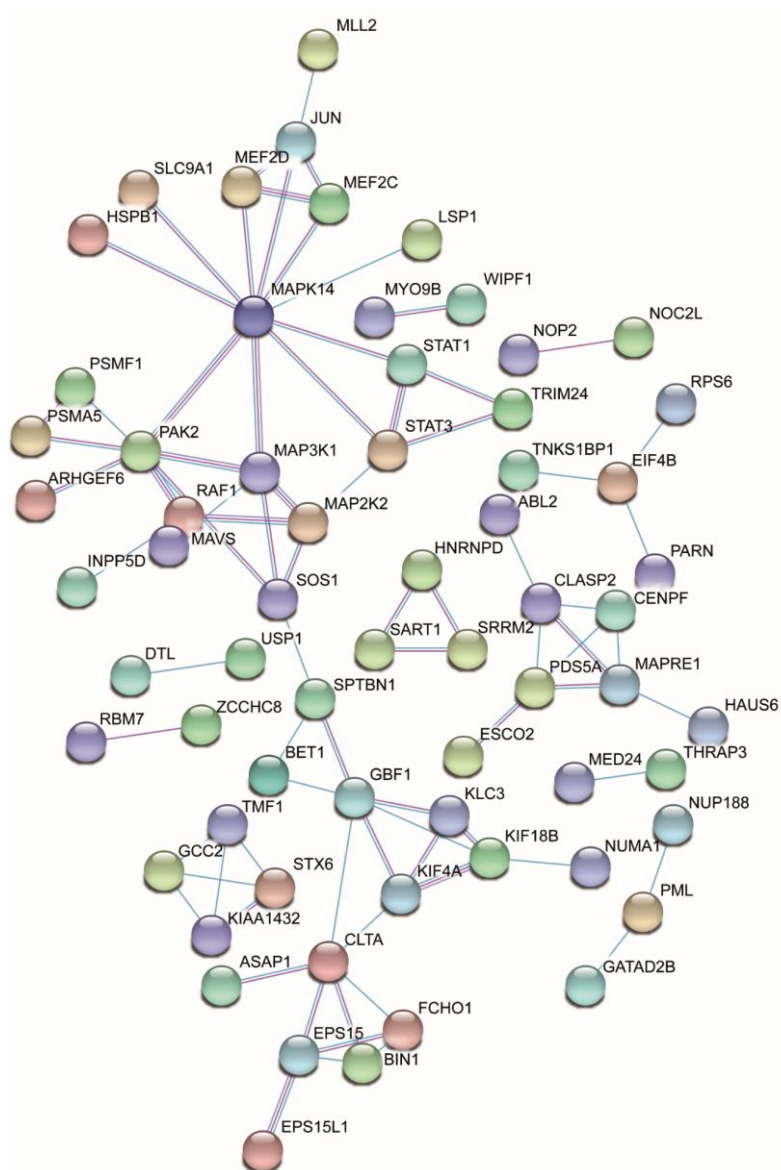 MLL2
JUN
SLC9A1
MEF2D
MEF2C
HSPB1
LSP1
MAPK14
MYO9B
WIPF1
NOP2
NOC2L
PSMF1
STAT1
RPS6
PSMA5
PAK2
STAT3
TRIM24
ARHGEF6
MAP3K1
TNKS1BP1
EIF4B
RAF1
MAP2K2
ABL2
MAVS
INPP5D
SOS1
HNRNPD
PARN
CLASP2
CENPF
SART1
SRRM2
DTL
USP1
PDS5A
MAPRE1
SPTBN1
RBM7
ZCCHC8
HAUS6
BET1
ESCO2
MED24
THRAP3
GBF1
KLC3
TMF1
NUP188
GCC2
STX6
KIF18B
NUMA1
KIF4A
PML
KIAA1432
CLTA
ASAP1
GATAD2B
FCHO1
EPS15
BIN1
EPS15L1